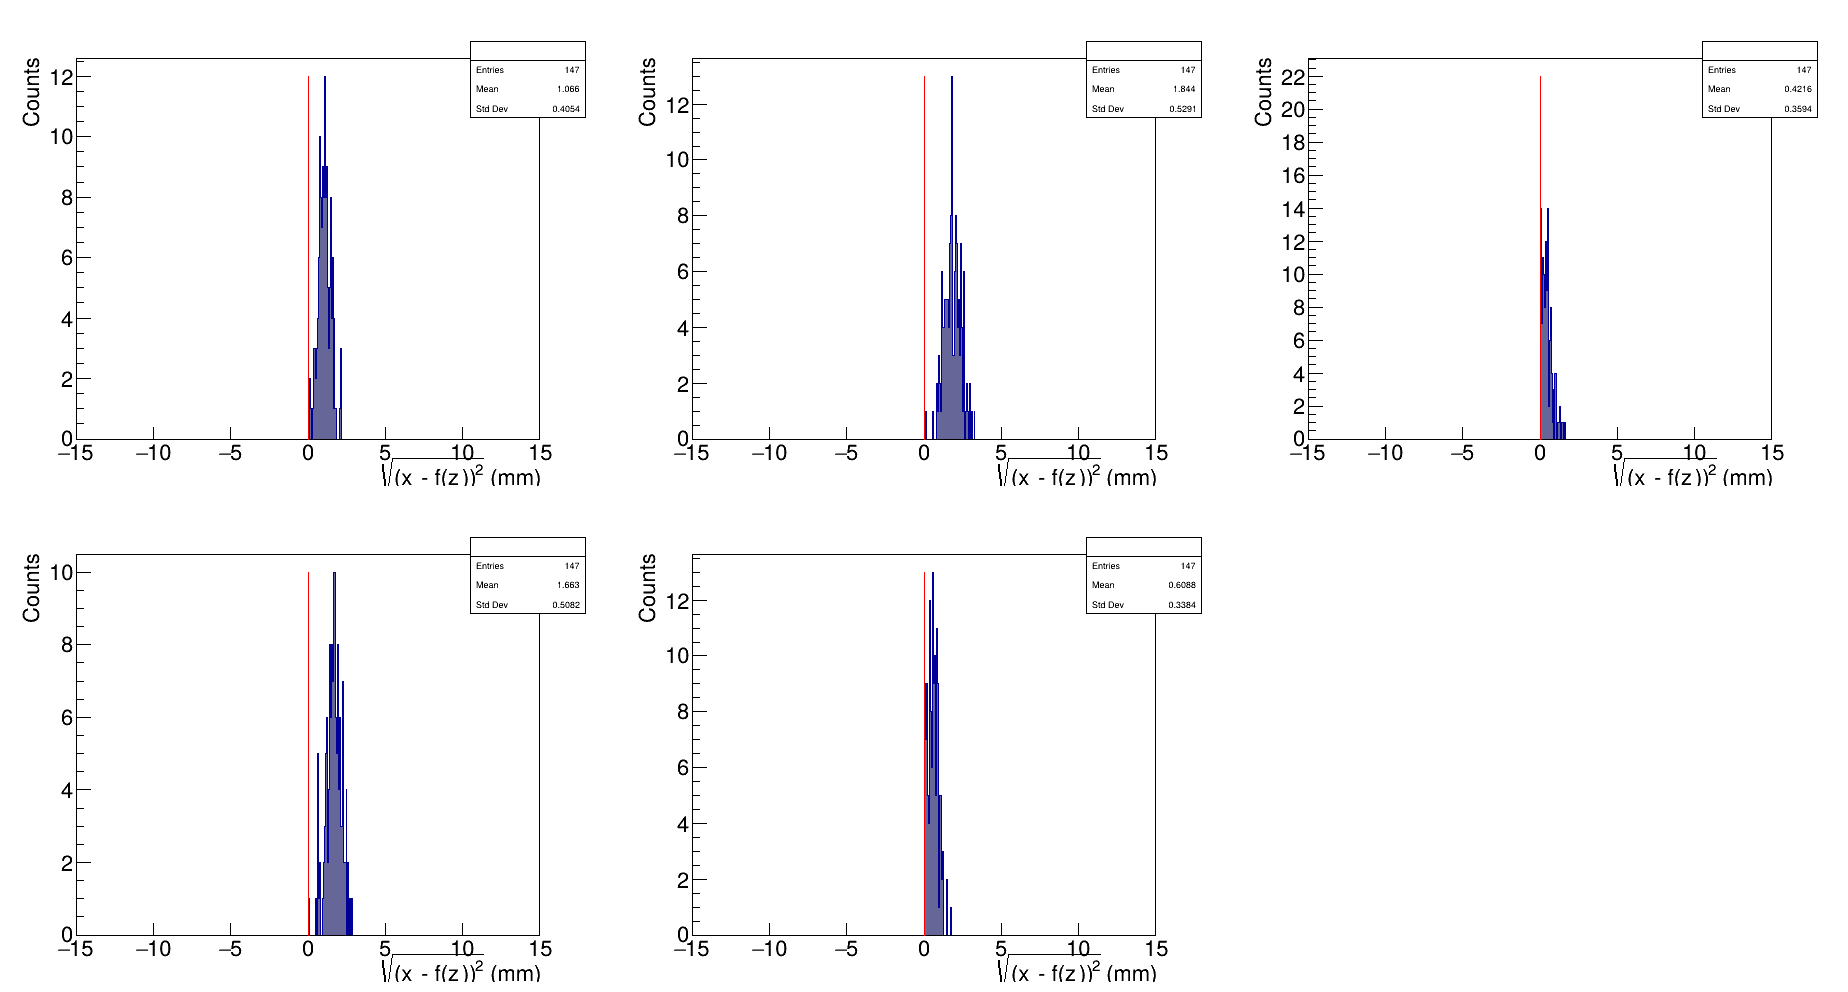 Counts
12
10
8
6
4
2
0
−15 −10 −5 0 5 10 15
√(x - f(z))² (mm)
Entries 147
Mean 1.066
Std Dev 0.4054
Counts
12
10
8
6
4
2
0
−15 −10 −5 0 5 10 15
√(x - f(z))² (mm)
Entries 147
Mean 1.844
Std Dev 0.5291
Counts
22
20
18
16
14
12
10
8
6
4
2
0
−15 −10 −5 0 5 10 15
√(x - f(z))² (mm)
Entries 147
Mean 0.4216
Std Dev 0.3594
Counts
10
8
6
4
2
0
−15 −10 −5 0 5 10 15
√(x - f(z))² (mm)
Entries 147
Mean 1.663
Std Dev 0.5082
Counts
12
10
8
6
4
2
0
−15 −10 −5 0 5 10 15
√(x - f(z))² (mm)
Entries 147
Mean 0.6088
Std Dev 0.3384